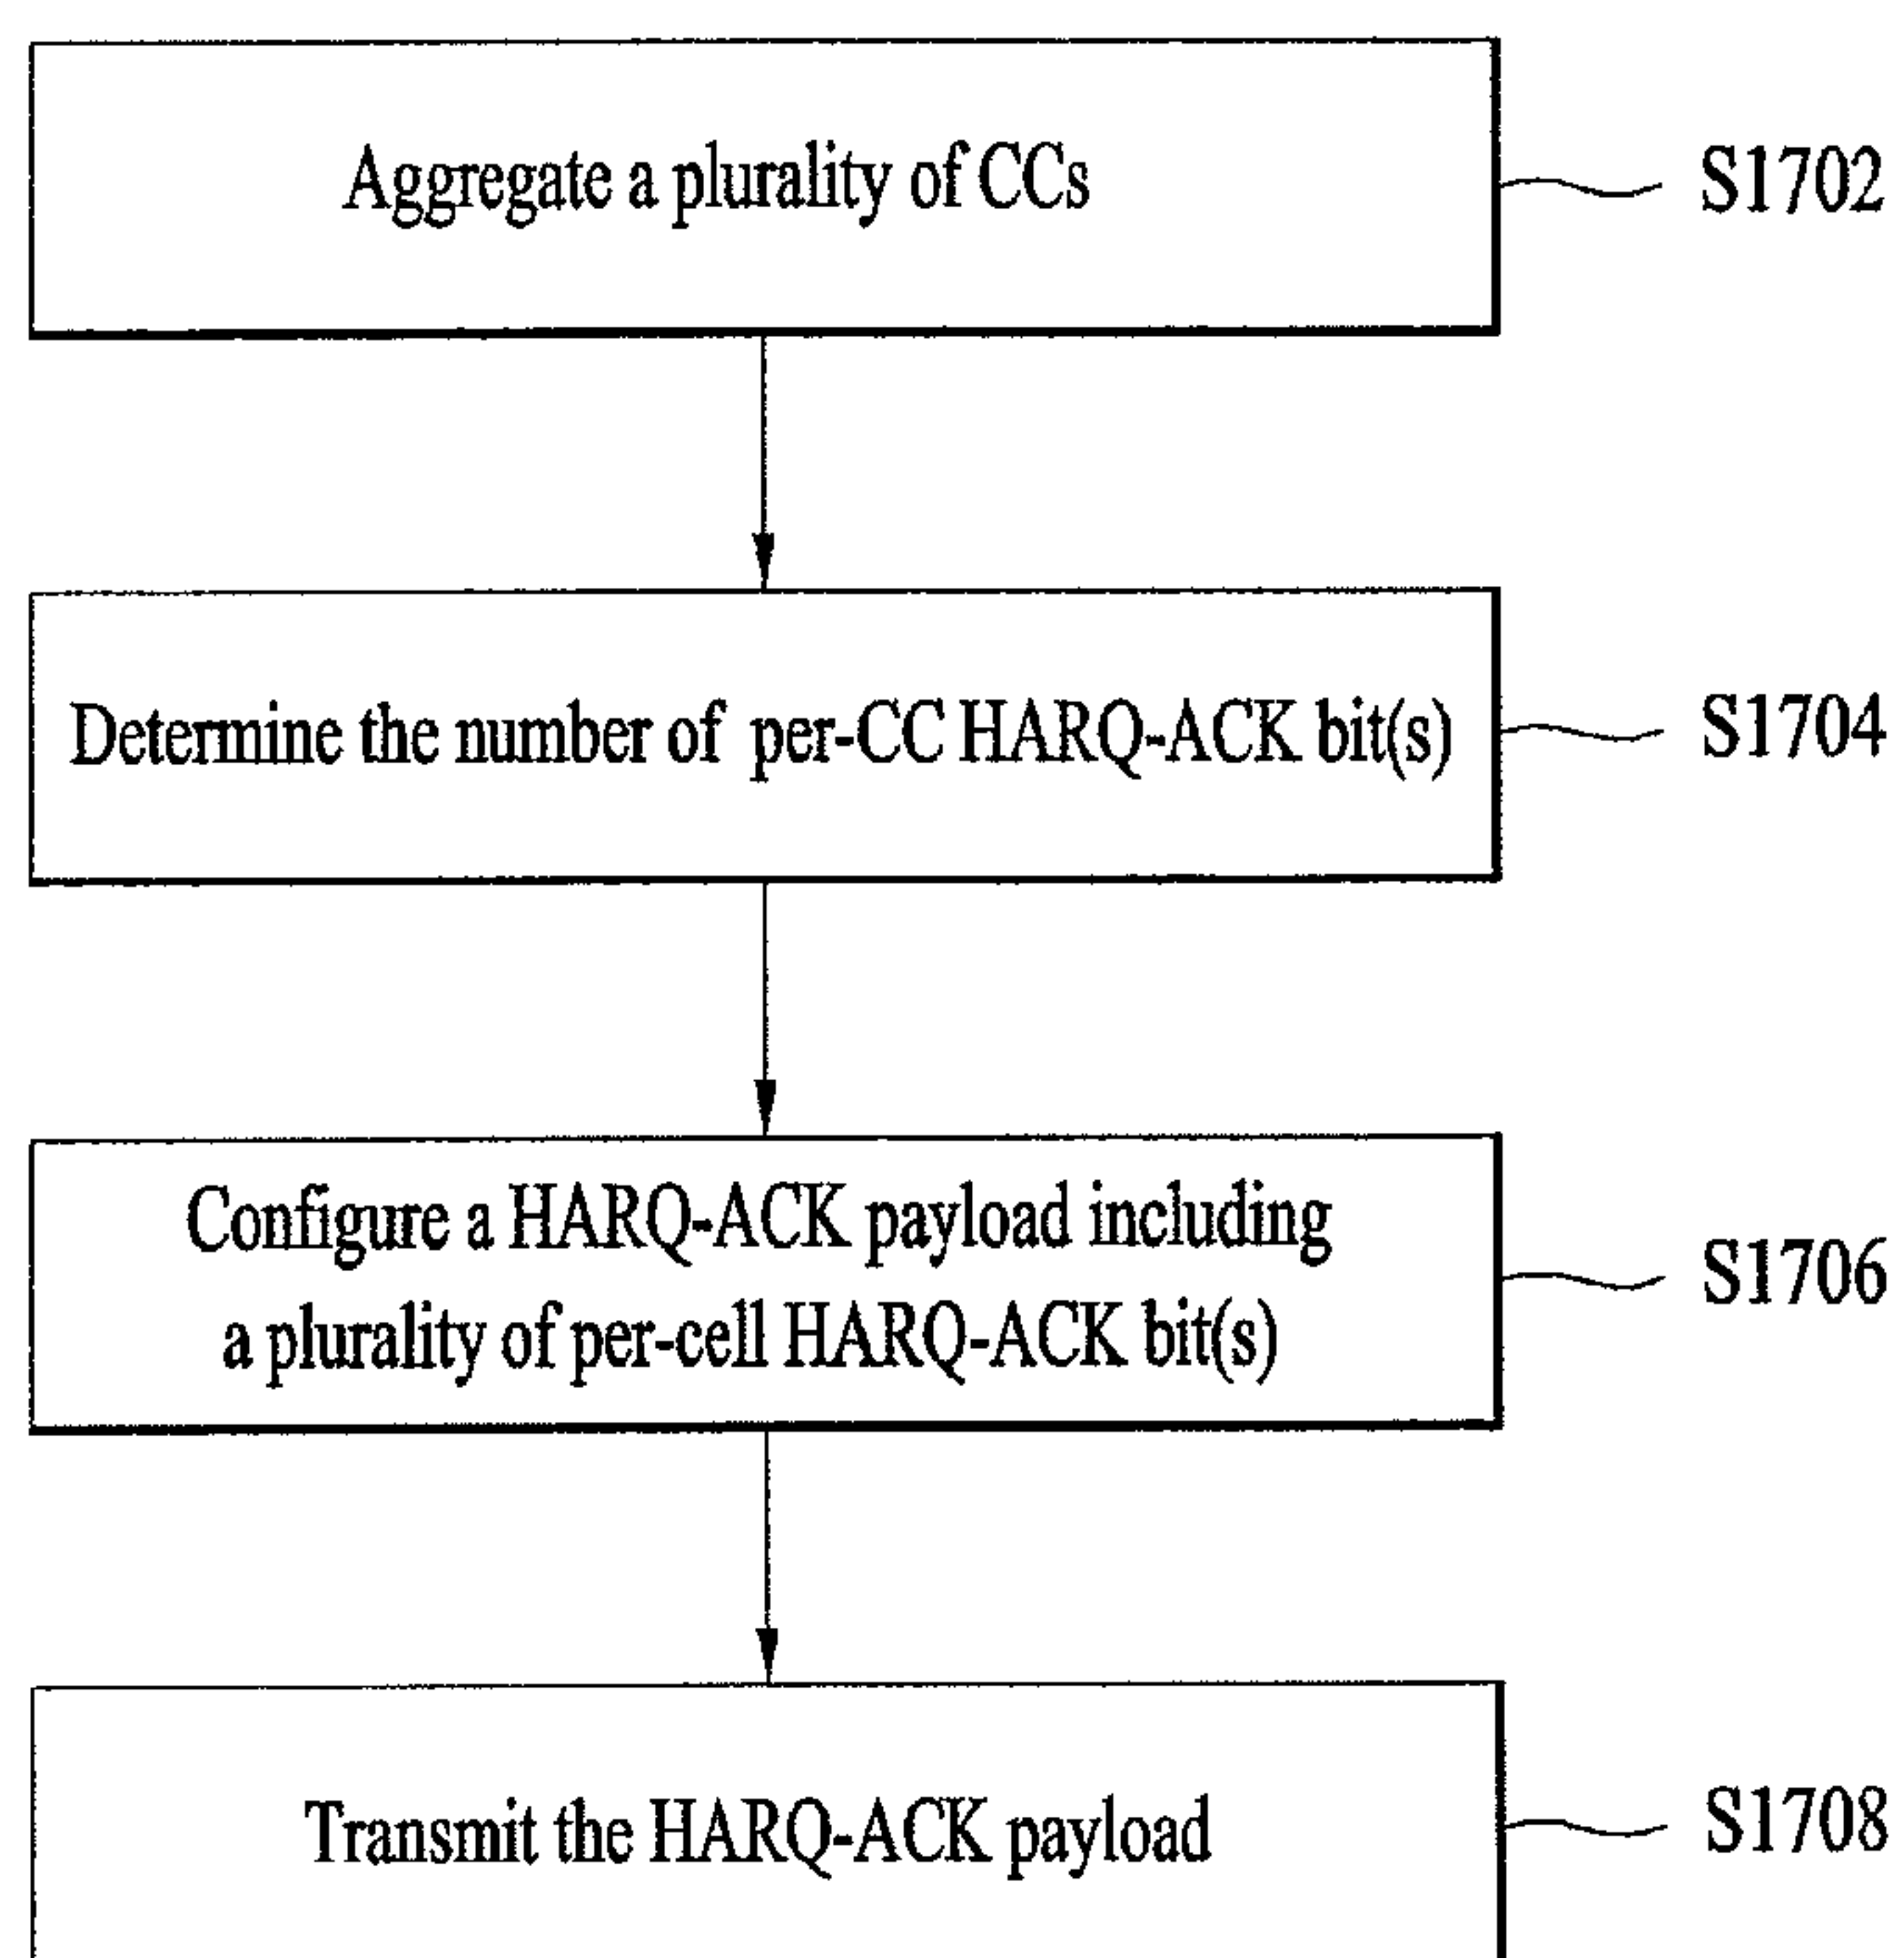 Aggregate a plurality of CCs
S1702
Determine the number of per-CC HARQ-ACK bit(s)
S1704
Configure a HARQ-ACK payload including
a plurality of per-cell HARQ-ACK bit(s)
S1706
Transmit the HARQ-ACK payload
S1708